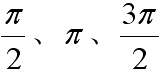 π/2 、 π 、 3π/2